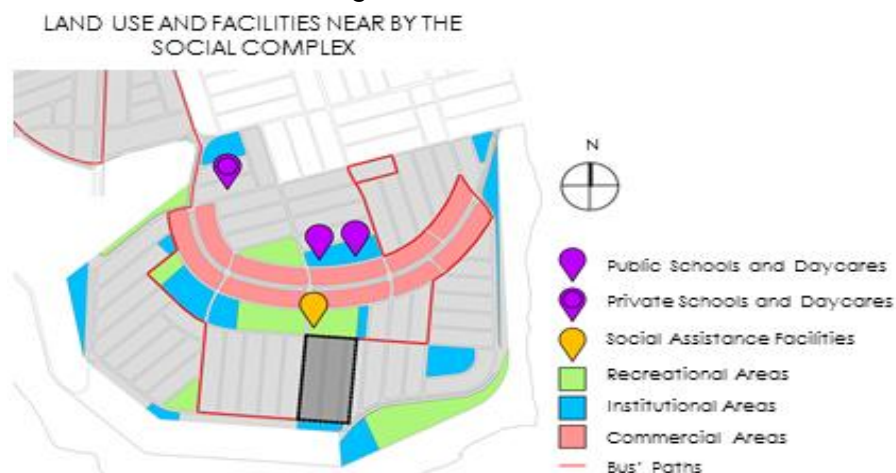 LAND USE AND FACILITIES NEAR BY THE
SOCIAL COMPLEX
N
Public Schools and Daycares
Private Schools and Daycares
Social Assistance Facilities
Recreational Areas
Institutional Areas
Commercial Areas
Bus' Paths